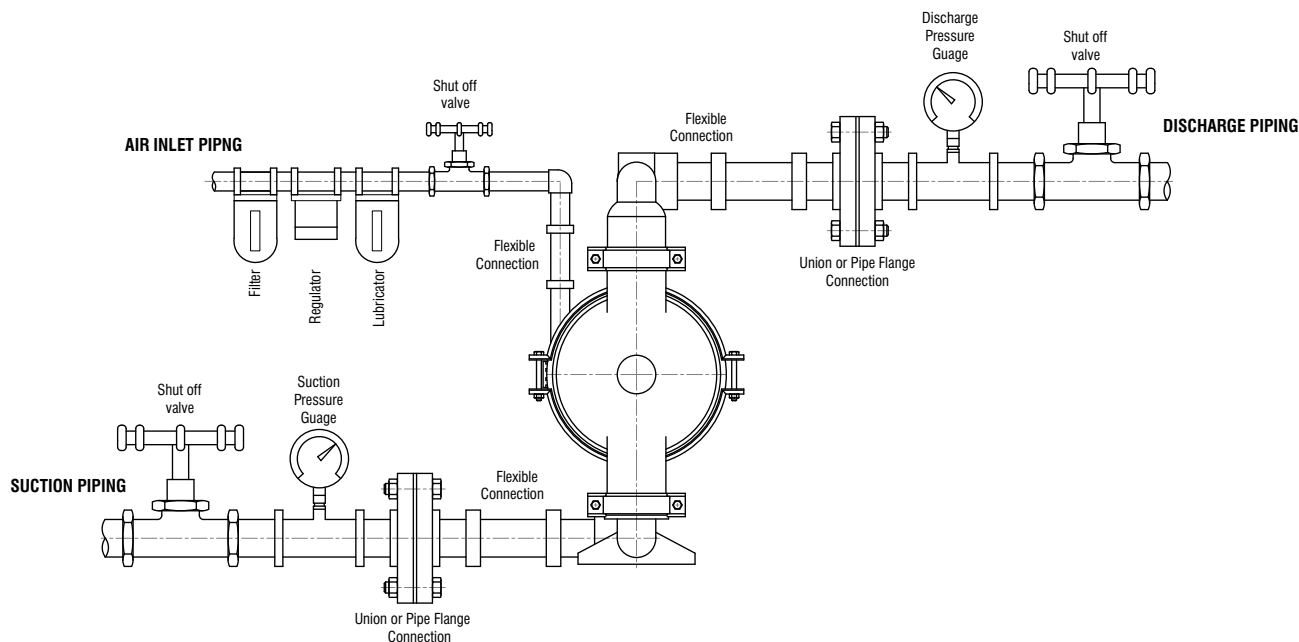 Discharge
Pressure
Guage
Shut off
valve
DISCHARGE PIPING
Flexible
Connection
Union or Pipe Flange
Connection
Shut off
valve
AIR INLET PIPNG
Filter
Regulator
Lubricator
Flexible
Connection
Shut off
valve
Suction
Pressure
Guage
SUCTION PIPING
Flexible
Connection
Union or Pipe Flange
Connection